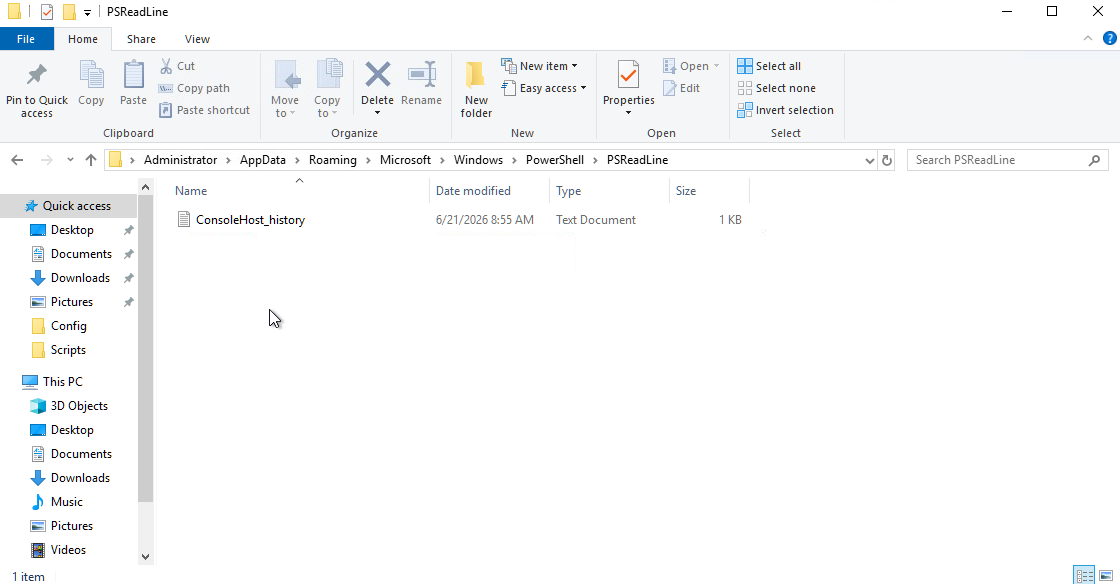 PSReadLine
File Home Share View
Pin to Quick access
Copy
Paste
Cut
Copy path
Paste shortcut
Clipboard
Move to
Copy to
Delete
Rename
Organize
New folder
New item
Easy access
New
Properties
Open
Edit
Open
Select all
Select none
Invert selection
Select
Administrator > AppData > Roaming > Microsoft > Windows > PowerShell > PSReadLine
Search PSReadLine
Name Date modified Type Size
ConsoleHost_history 6/21/2026 8:55 AM Text Document 1 KB
Quick access
Desktop
Documents
Downloads
Pictures
Config
Scripts
This PC
3D Objects
Desktop
Documents
Downloads
Music
Pictures
Videos
1 item